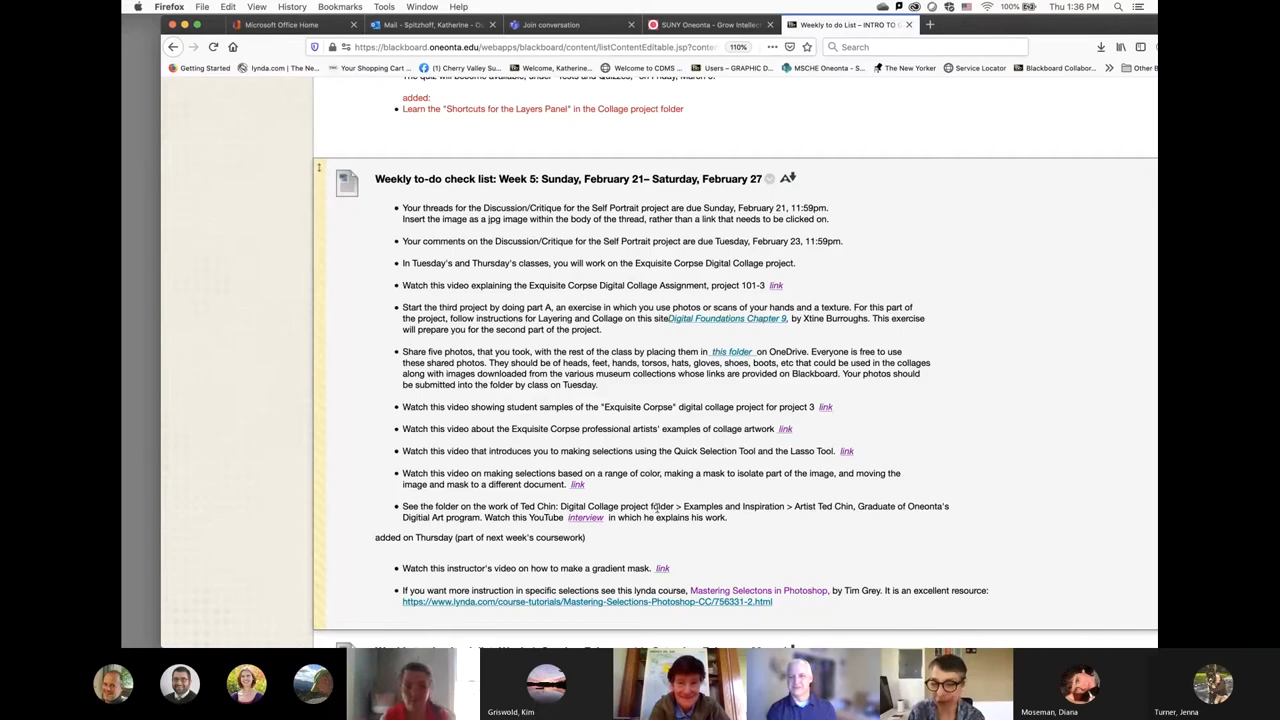 Firefox File Edit View History Bookmarks Tools Window Help 100% Thu 1:36 PM
Microsoft Office Home × Mail - Spitzhoff, Katherine - O × Join conversation × SUNY Oneonta - Grow Intellect × Weekly to do List – INTRO TO × +
https://blackboard.oneonta.edu/webapps/blackboard/content/listContentEditable.jsp?conte 110% Search
Getting Started lynda.com | The Ne... Your Shopping Cart ... (1) Cherry Valley Su... Welcome, Katherine... Welcome to CDMS ... Users – GRAPHIC D... MSCHE Oneonta - S... The New Yorker Service Locator Blackboard Collabor... Other B
added:
• Learn the "Shortcuts for the Layers Panel" in the Collage project folder
Weekly to-do check list: Week 5: Sunday, February 21– Saturday, February 27
• Your threads for the Discussion/Critique for the Self Portrait project are due Sunday, February 21, 11:59pm.
Insert the image as a jpg image within the body of the thread, rather than a link that needs to be clicked on.
• Your comments on the Discussion/Critique for the Self Portrait project are due Tuesday, February 23, 11:59pm.
• In Tuesday's and Thursday's classes, you will work on the Exquisite Corpse Digital Collage project.
• Watch this video explaining the Exquisite Corpse Digital Collage Assignment, project 101-3 link
• Start the third project by doing part A, an exercise in which you use photos or scans of your hands and a texture. For this part of
the project, follow instructions for Layering and Collage on this site Digital Foundations Chapter 9, by Xtine Burroughs. This exercise
will prepare you for the second part of the project.
• Share five photos, that you took, with the rest of the class by placing them in this folder on OneDrive. Everyone is free to use
these shared photos. They should be of heads, feet, hands, torsos, hats, gloves, shoes, boots, etc that could be used in the collages
along with images downloaded from the various museum collections whose links are provided on Blackboard. Your photos should
be submitted into the folder by class on Tuesday.
• Watch this video showing student samples of the "Exquisite Corpse" digital collage project for project 3 link
• Watch this video about the Exquisite Corpse professional artists' examples of collage artwork link
• Watch this video that introduces you to making selections using the Quick Selection Tool and the Lasso Tool. link
• Watch this video on making selections based on a range of color, making a mask to isolate part of the image, and moving the
image and mask to a different document. link
• See the folder on the work of Ted Chin: Digital Collage project folder > Examples and Inspiration > Artist Ted Chin, Graduate of Oneonta's
Digitial Art program. Watch this YouTube interview in which he explains his work.
added on Thursday (part of next week's coursework)
• Watch this instructor's video on how to make a gradient mask. link
• If you want more instruction in specific selections see this lynda course, Mastering Selectons in Photoshop, by Tim Grey. It is an excellent resource:
https://www.lynda.com/course-tutorials/Mastering-Selections-Photoshop-CC/756331-2.html
Griswold, Kim Moseman, Diana Turner, Jenna